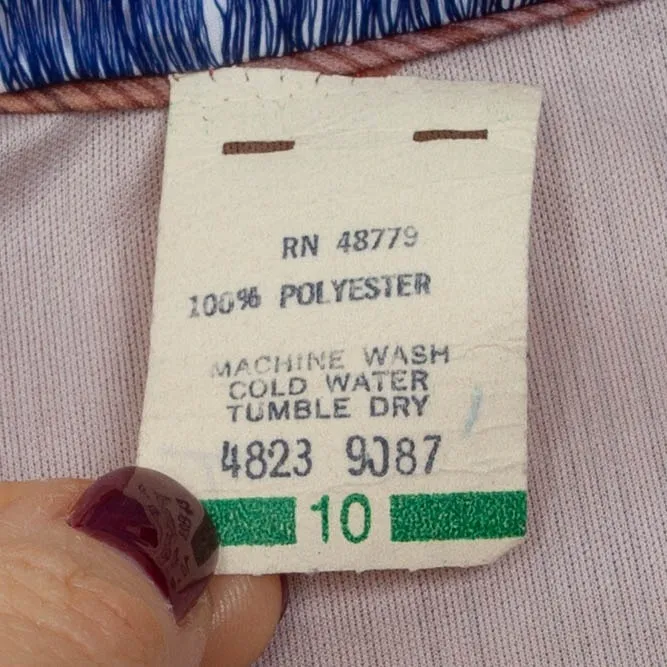 RN 48779
100% POLYESTER
MACHINE WASH
COLD WATER
TUMBLE DRY
4823 9087
10